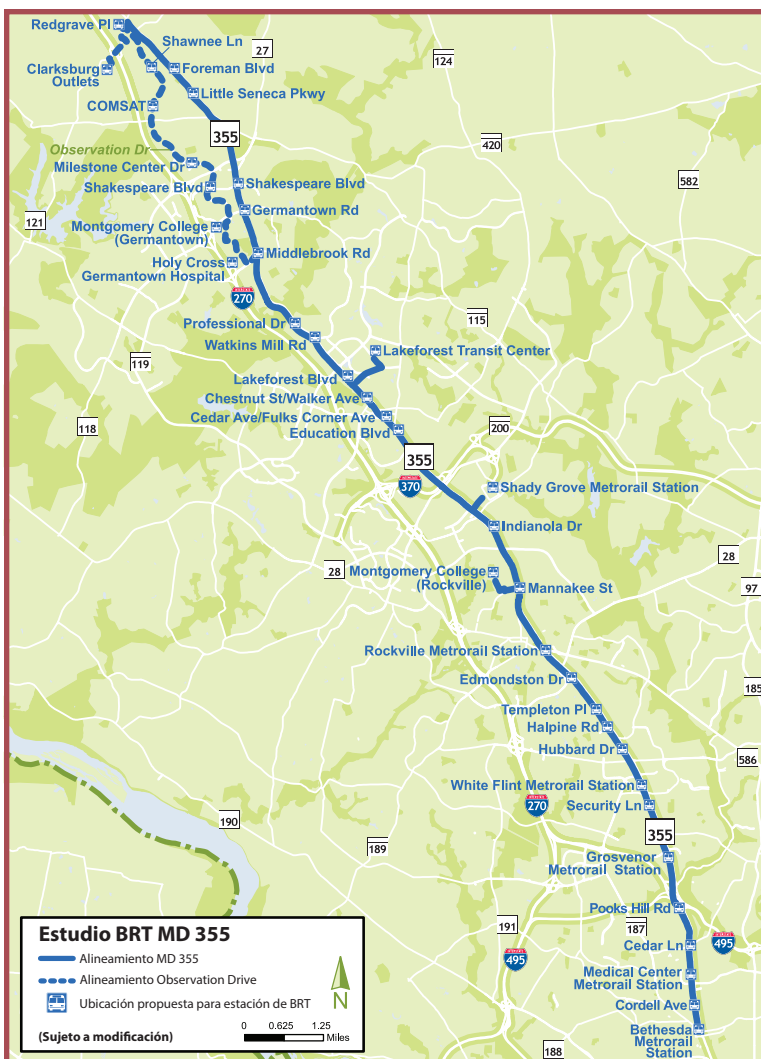 Redgrave Pl
Shawnee Ln
27
Clarksburg
Outlets
Foreman Blvd
124
COMSAT
Little Seneca Pkwy
355
420
Observation Dr
Milestone Center Dr
582
Shakespeare Blvd
Shakespeare Blvd
121
Germantown Rd
Montgomery College
(Germantown)
Middlebrook Rd
Holy Cross
Germantown Hospital
270
115
Professional Dr
Watkins Mill Rd
Lakeforest Transit Center
119
Lakeforest Blvd
Chestnut St/Walker Ave
Cedar Ave/Fulks Corner Ave
118
200
Education Blvd
355
370
Shady Grove Metrorail Station
Indianola Dr
28
28
Montgomery College
(Rockville)
Mannakee St
97
Rockville Metrorail Station
Edmondston Dr
185
Templeton Pl
Halpine Rd
Hubbard Dr
586
White Flint Metrorail Station
270
Security Ln
190
355
189
Grosvenor
Metrorail Station
Pooks Hill Rd
191
187
Cedar Ln
495
495
Medical Center
Metrorail Station
Cordell Ave
Bethesda
Metrorail
Station
188
Estudio BRT MD 355
Alineamiento MD 355
Alineamiento Observation Drive
Ubicación propuesta para estación de BRT
N
(Sujeto a modificación)
0 0.625 1.25
Miles